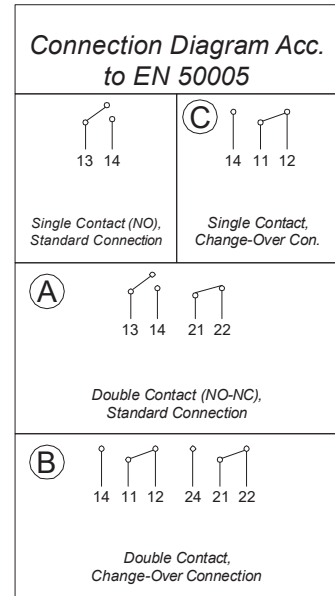 Connection Diagram Acc.
to EN 50005
13 14
Single Contact (NO),
Standard Connection
C
14 11 12
Single Contact,
Change-Over Con.
A
13 14 21 22
Double Contact (NO-NC),
Standard Connection
B
14 11 12 24 21 22
Double Contact,
Change-Over Connection